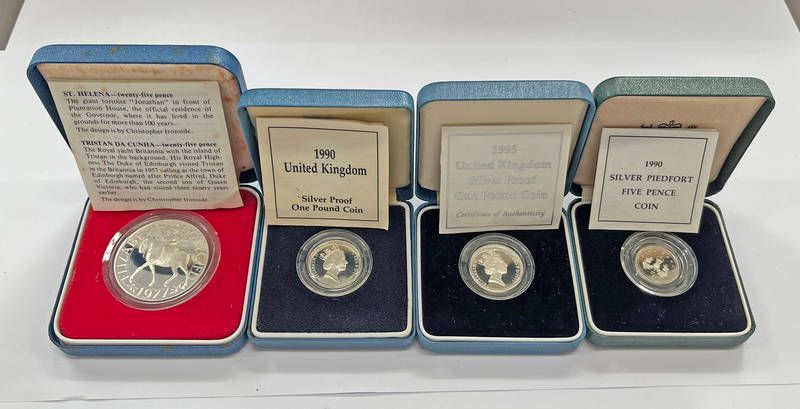 ST. HELENA—twenty-five pence
The giant tortoise "Jonathan" in front of
Plantation House, the official residence of
the Governor, where it has lived in the
grounds for more than 100 years.
The design is by Christopher Ironside.
TRISTAN DA CUNHA—twenty-five pence
The Royal yacht Britannia with the island of
Tristan in the background. His Royal High-
ness The Duke of Edinburgh visited Tristan
in the Britannia in 1957 calling at the town of
Edinburgh named after Prince Alfred, Duke
of Edinburgh, the second son of Queen
Victoria, who had visited there ninety years
earlier.
The design is by Christopher Ironside.
1977
1990
United Kingdom
Silver Proof
One Pound Coin
1995
United Kingdom
Silver Proof
One Pound Coin
Certificate of Authenticity
1990
SILVER PIEDFORT
FIVE PENCE
COIN